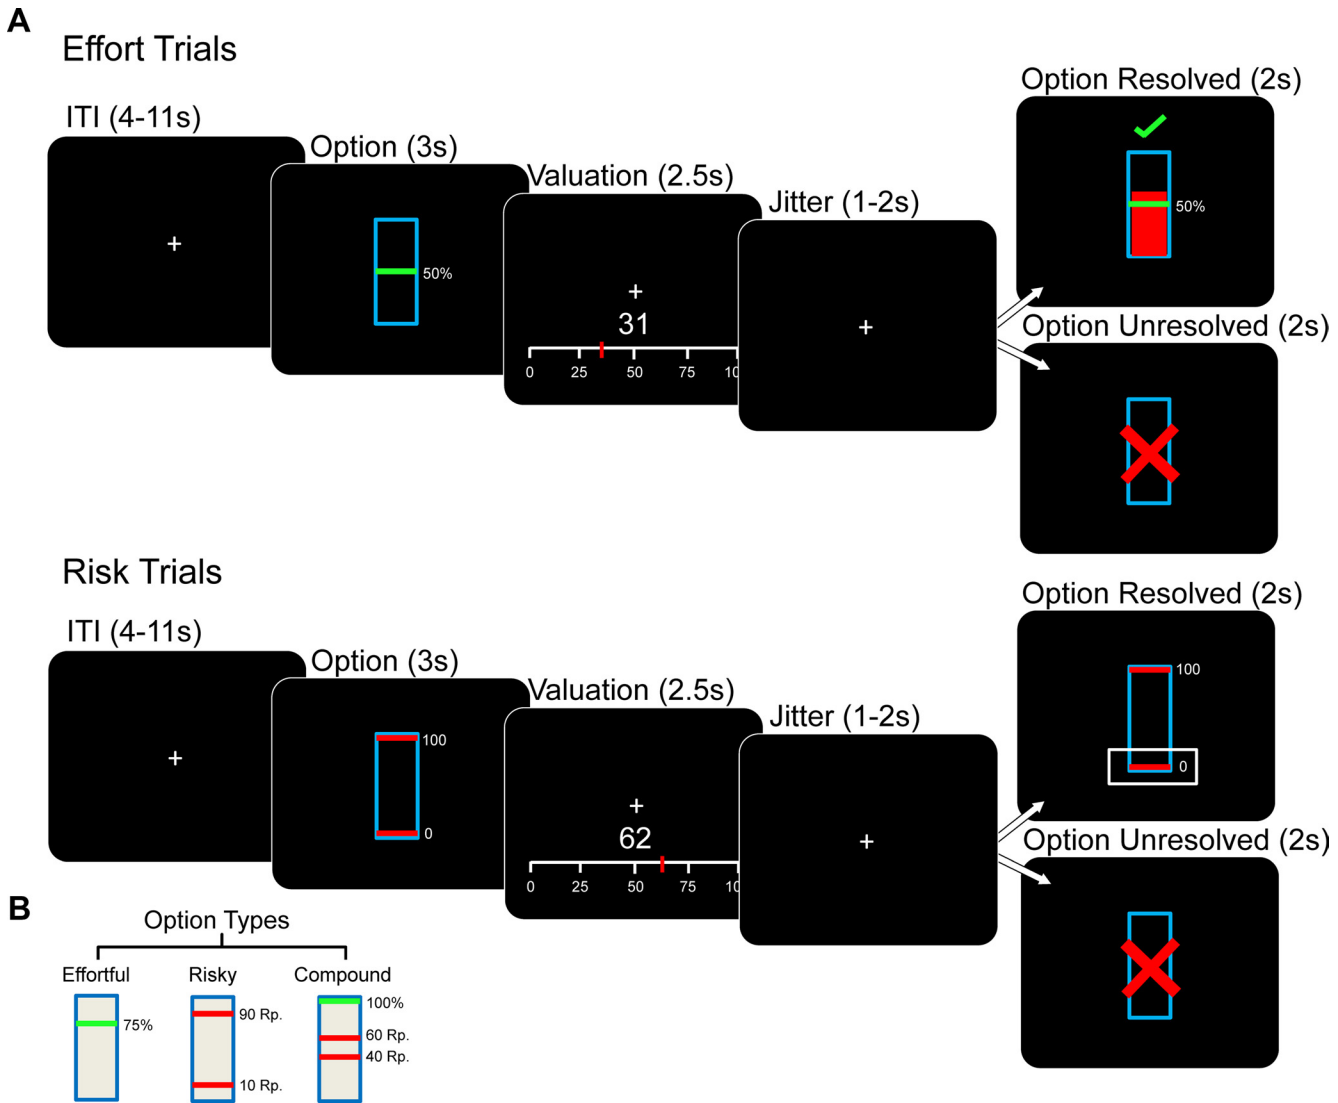 A
Effort Trials
ITI (4-11s)
+
Option (3s)
50%
Valuation (2.5s)
+
31
0 25 50 75 10
Jitter (1-2s)
+
Option Resolved (2s)
50%
Option Unresolved (2s)
Risk Trials
ITI (4-11s)
+
Option (3s)
100
0
Valuation (2.5s)
+
62
0 25 50 75 10
Jitter (1-2s)
+
Option Resolved (2s)
100
0
Option Unresolved (2s)
B
Option Types
Effortful Risky Compound
75%
90 Rp.
10 Rp.
100%
60 Rp.
40 Rp.